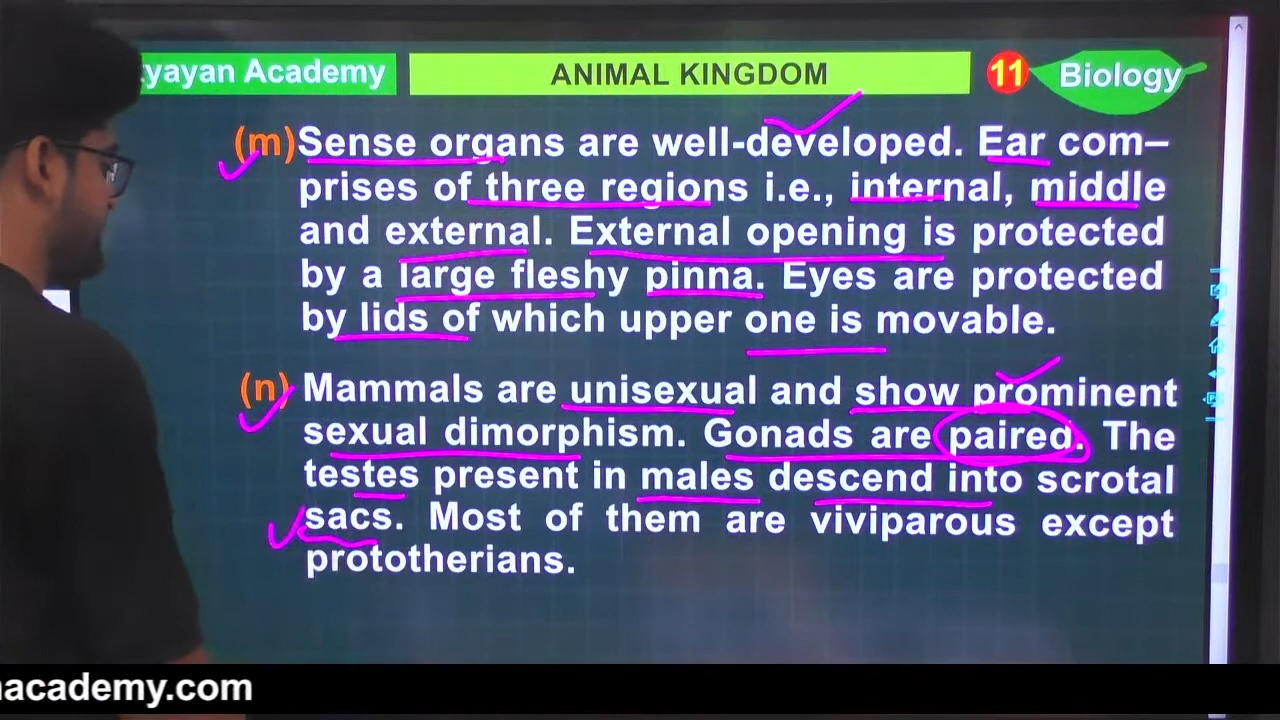 yayan Academy
ANIMAL KINGDOM
11
Biology
(m) Sense organs are well-developed. Ear com–
prises of three regions i.e., internal, middle
and external. External opening is protected
by a large fleshy pinna. Eyes are protected
by lids of which upper one is movable.
(n) Mammals are unisexual and show prominent
sexual dimorphism. Gonads are paired. The
testes present in males descend into scrotal
sacs. Most of them are viviparous except
prototherians.
academy.com